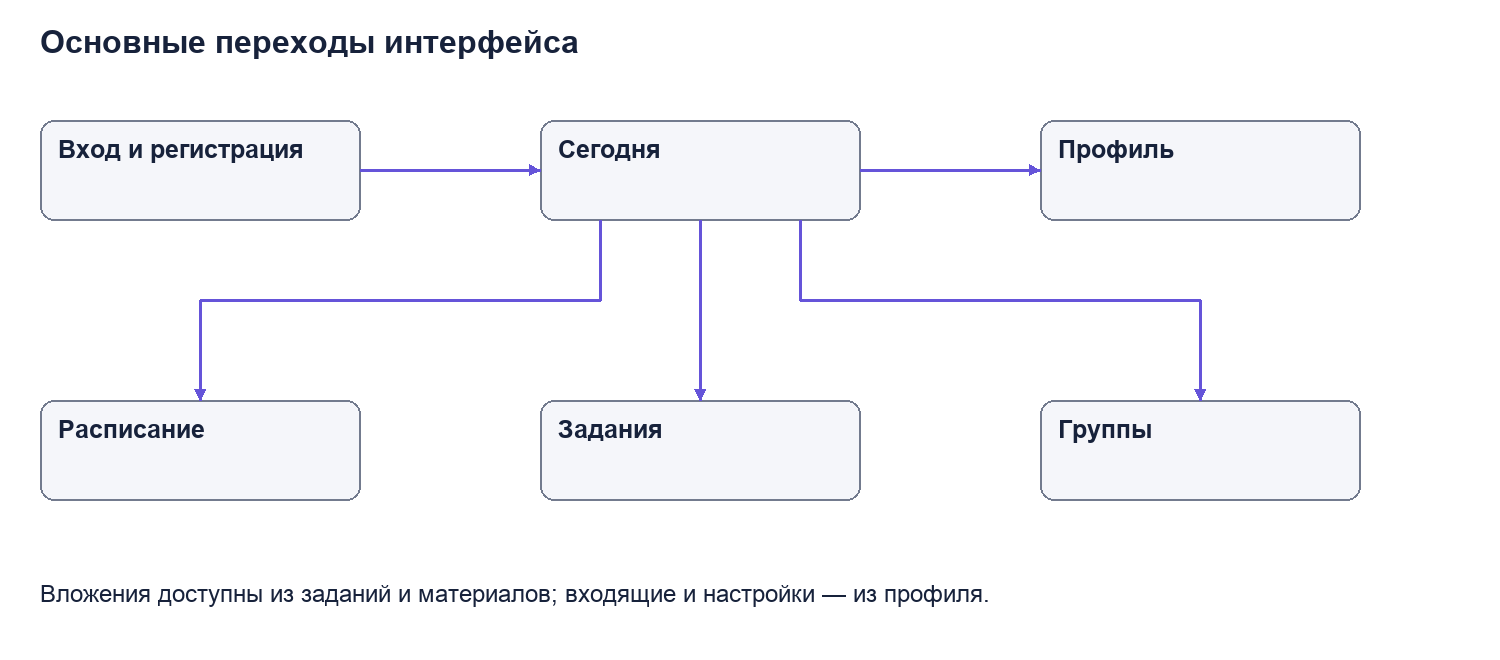 Основные переходы интерфейса
Вход и регистрация
Сегодня
Профиль
Расписание
Задания
Группы
Вложения доступны из заданий и материалов; входящие и настройки — из профиля.